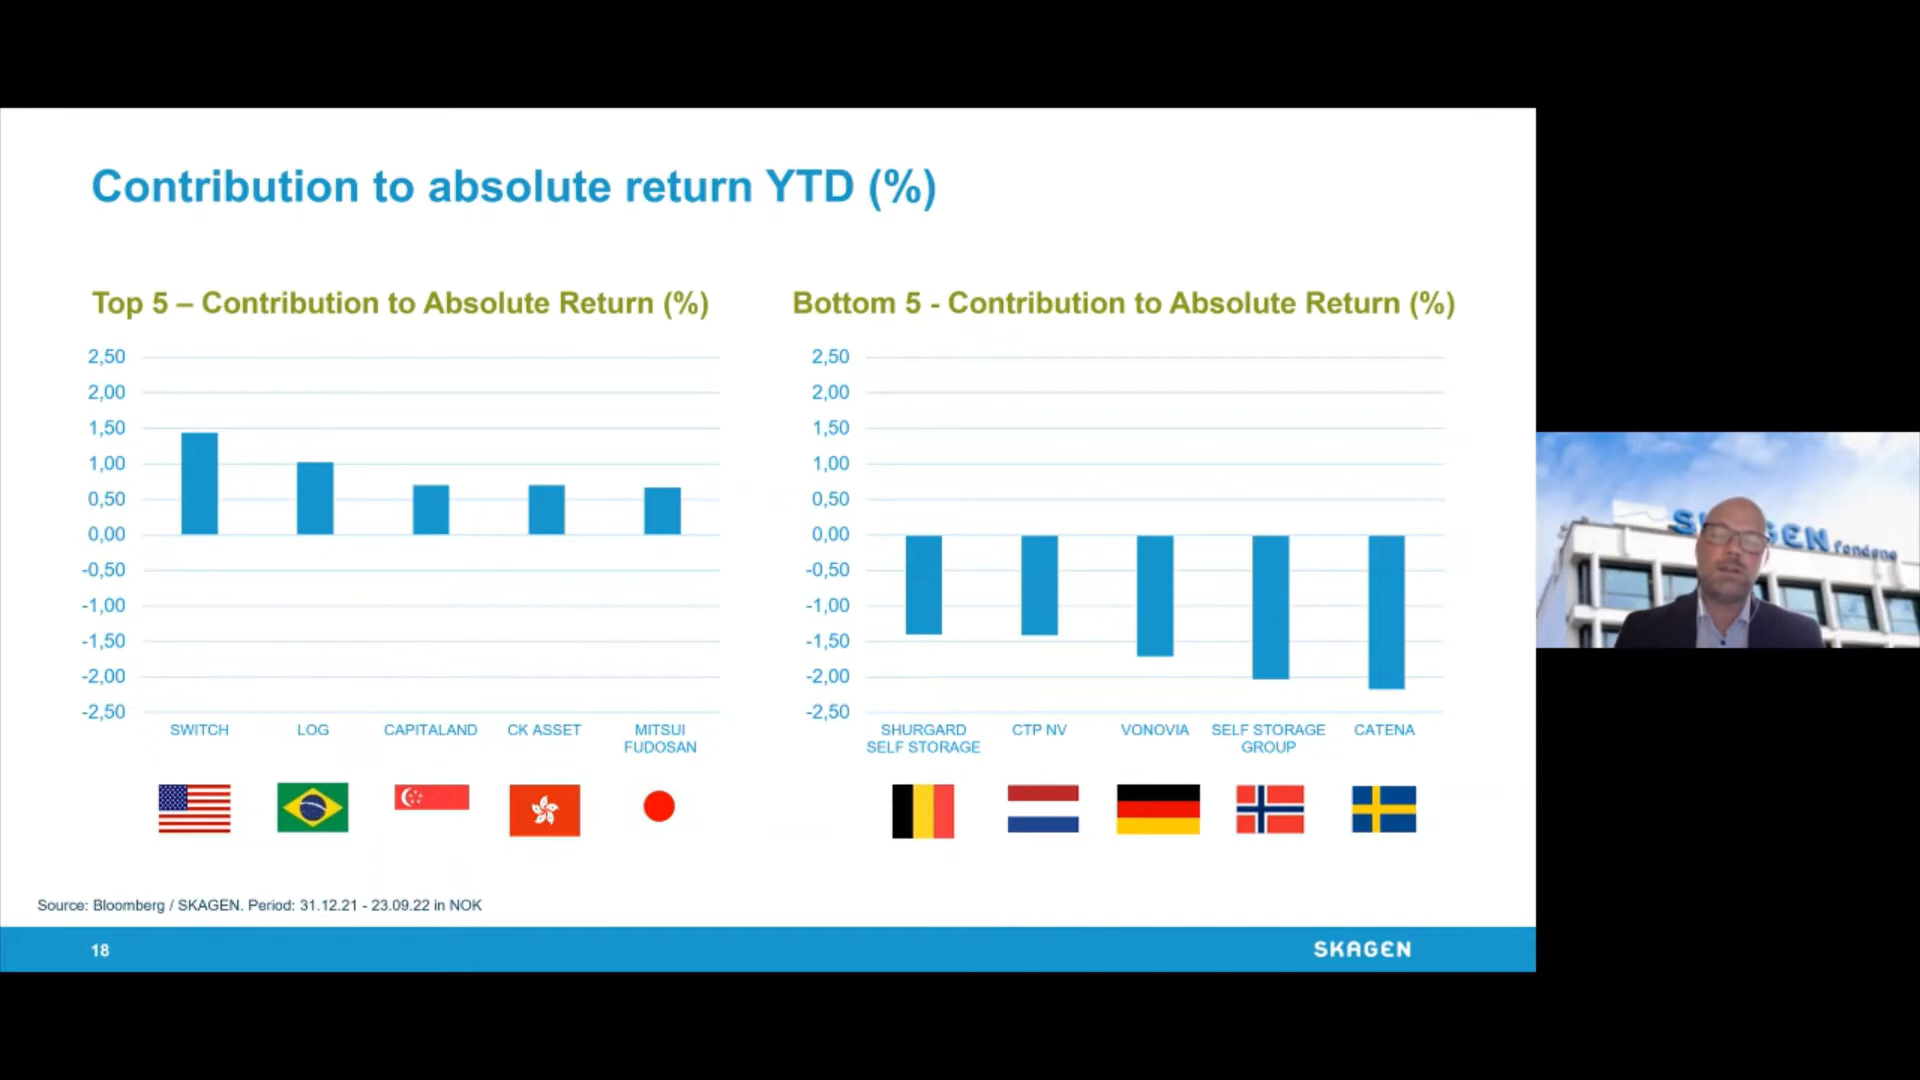 Contribution to absolute return YTD (%)
Top 5 – Contribution to Absolute Return (%)
2,50
2,00
1,50
1,00
0,50
0,00
-0,50
-1,00
-1,50
-2,00
-2,50
SWITCH
LOG
CAPITALAND
CK ASSET
MITSUI
FUDOSAN
Bottom 5 - Contribution to Absolute Return (%)
2,50
2,00
1,50
1,00
0,50
0,00
-0,50
-1,00
-1,50
-2,00
-2,50
SHURGARD
SELF STORAGE
CTP NV
VONOVIA
SELF STORAGE
GROUP
CATENA
Source: Bloomberg / SKAGEN. Period: 31.12.21 - 23.09.22 in NOK
18
SKAGEN
fondene